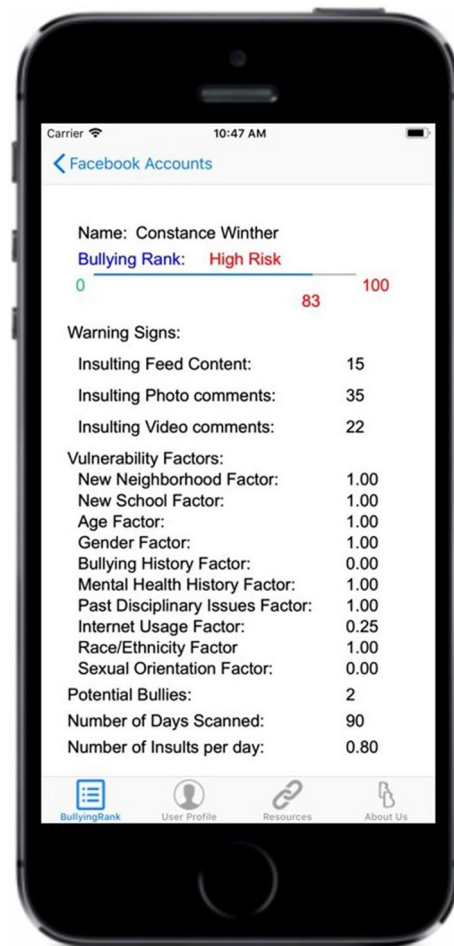 Carrier 10:47 AM
Facebook Accounts
Name: Constance Winther
Bullying Rank: High Risk
0 100
83
Warning Signs:
Insulting Feed Content: 15
Insulting Photo comments: 35
Insulting Video comments: 22
Vulnerability Factors:
New Neighborhood Factor: 1.00
New School Factor: 1.00
Age Factor: 1.00
Gender Factor: 1.00
Bullying History Factor: 0.00
Mental Health History Factor: 1.00
Past Disciplinary Issues Factor: 1.00
Internet Usage Factor: 0.25
Race/Ethnicity Factor 1.00
Sexual Orientation Factor: 0.00
Potential Bullies: 2
Number of Days Scanned: 90
Number of Insults per day: 0.80
BullyingRank User Profile Resources About Us